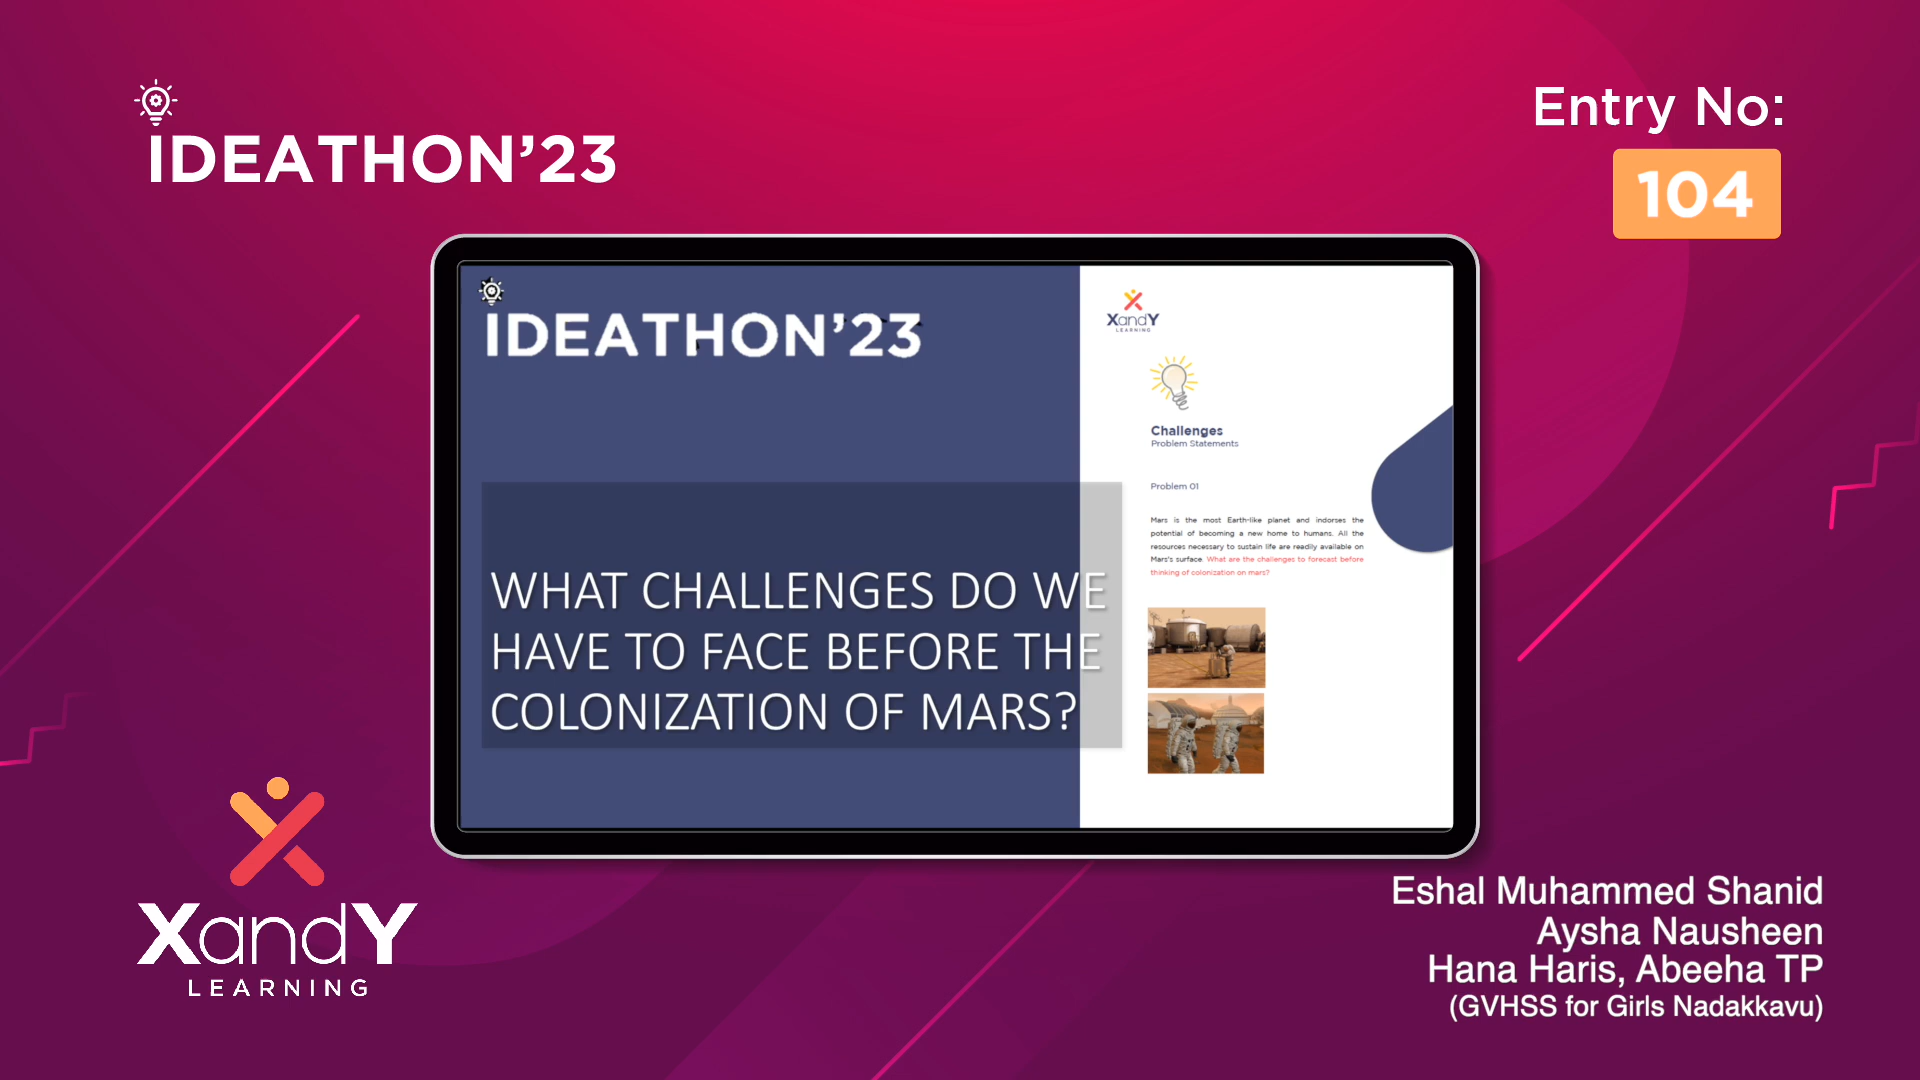 IDEATHON’23
Entry No:
104
IDEATHON’23
WHAT CHALLENGES DO WE
HAVE TO FACE BEFORE THE
COLONIZATION OF MARS?
XandY
LEARNING
Challenges
Problem Statements
Problem 01
Mars is the most Earth-like planet and indorses the
potential of becoming a new home to humans. All the
resources necessary to sustain life are readily available on
Mars's surface. What are the challenges to forecast before
thinking of colonization on mars?
XandY
LEARNING
Eshal Muhammed Shanid
Aysha Nausheen
Hana Haris, Abeeha TP
(GVHSS for Girls Nadakkavu)